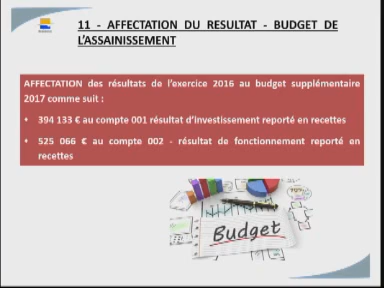 11 - AFFECTATION DU RESULTAT - BUDGET DE
L'ASSAINISSEMENT
AFFECTATION des résultats de l'exercice 2016 au budget supplémentaire
2017 comme suit :
• 394 133 € au compte 001 résultat d'investissement reporté en recettes
• 525 066 € au compte 002 - résultat de fonctionnement reporté en
recettes
Budget